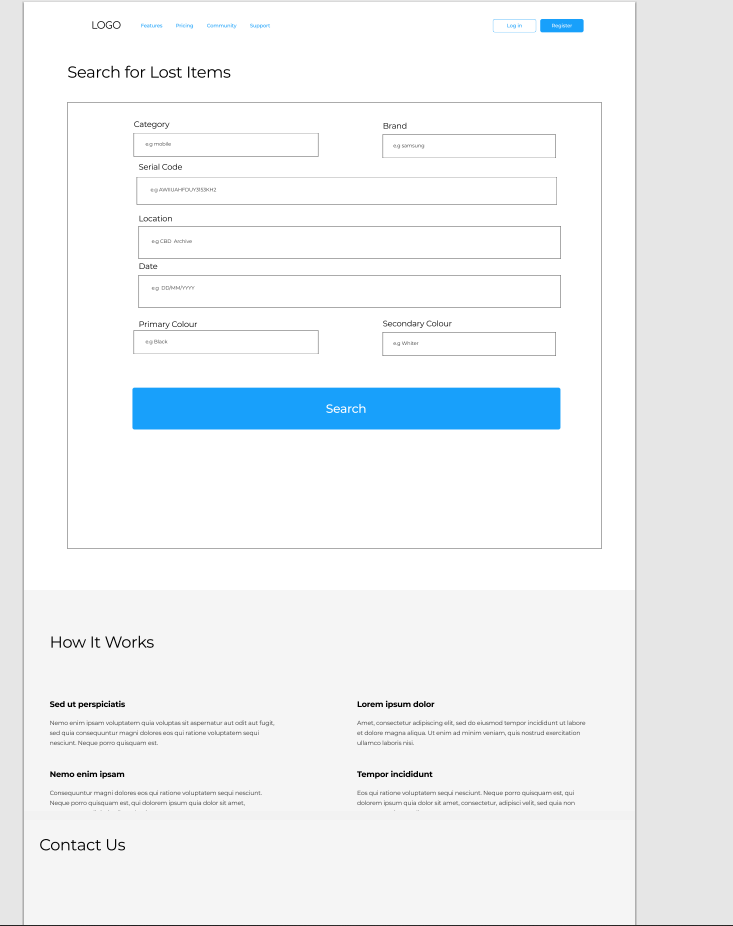 LOGO Features Pricing Community Support Log in Register
Search for Lost Items
Category Brand
e.g mobile e.g samsung
Serial Code
Location
e.g CBD Archive
Date
e.g DD/MM/YYYY
Primary Colour Secondary Colour
e.g Black e.g Whiter
Search
How It Works
Sed ut perspiciatis
Nemo enim ipsam voluptatem quia voluptas sit aspernatur aut odit aut fugit,
sed quia consequuntur magni dolores eos qui ratione voluptatem sequi
nesciunt. Neque porro quisquam est.
Lorem ipsum dolor
Amet, consectetur adipiscing elit, sed do eiusmod tempor incididunt ut labore
et dolore magna aliqua. Ut enim ad minim veniam, quis nostrud exercitation
ullamco laboris nisi.
Nemo enim ipsam
Consequuntur magni dolores eos qui ratione voluptatem sequi nesciunt.
Neque porro quisquam est, qui dolorem ipsum quia dolor sit amet,
Tempor incididunt
Eos qui ratione voluptatem sequi nesciunt. Neque porro quisquam est, qui
dolorem ipsum quia dolor sit amet, consectetur, adipisci velit, sed quia non
Contact Us